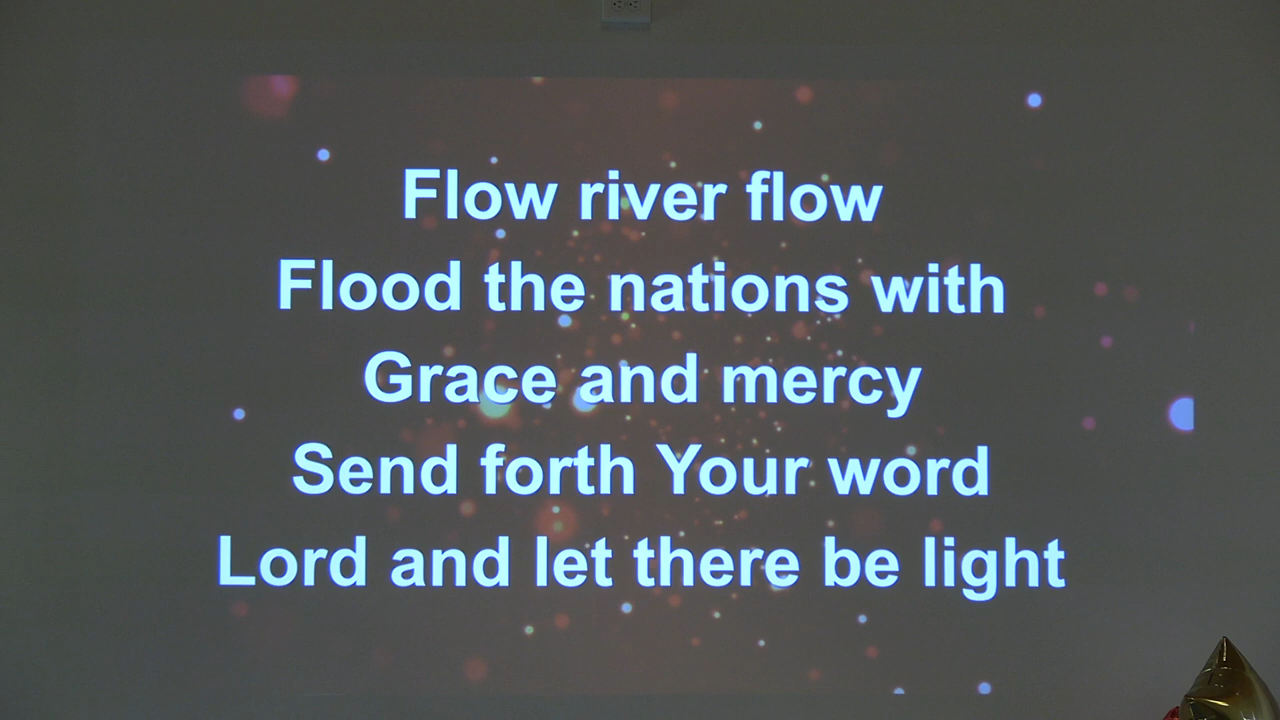 Flow river flow
Flood the nations with
Grace and mercy
Send forth Your word
Lord and let there be light